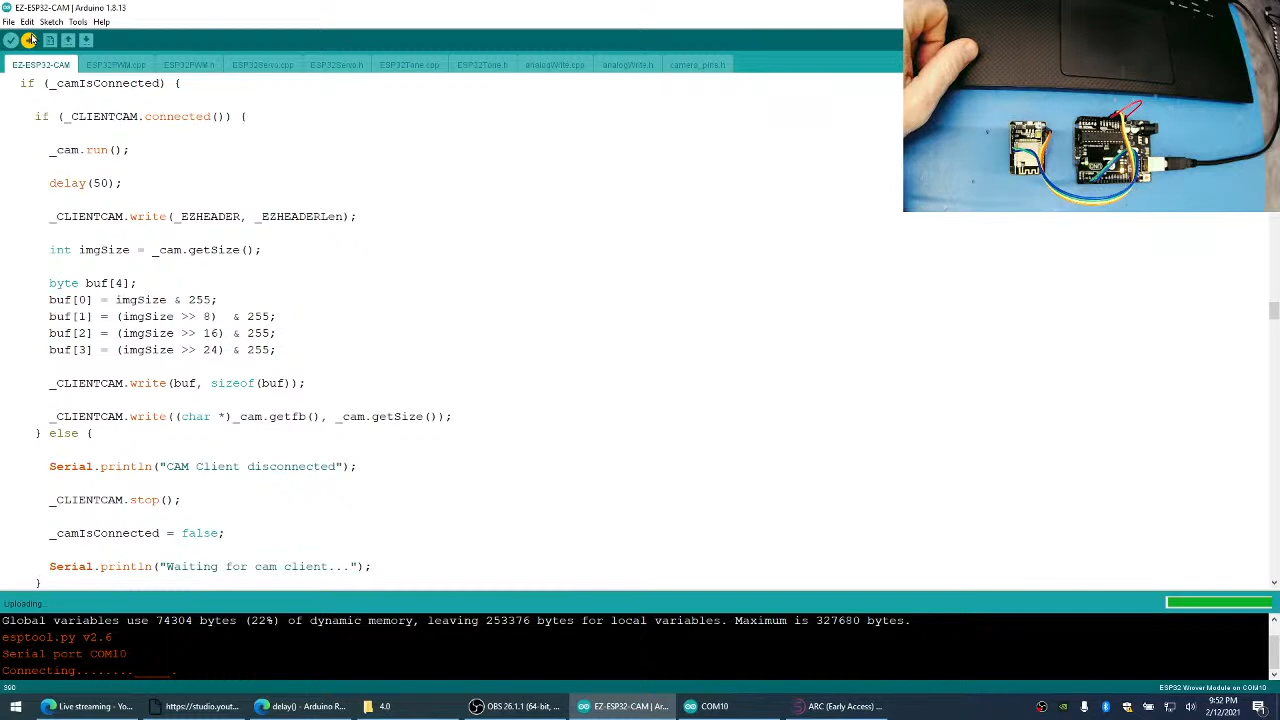 EZ-ESP32-CAM | Arduino 1.8.13
File Edit Sketch Tools Help
EZ-ESP32-CAM ESP32PWM.cpp ESP32PWM.h ESP32Servo.cpp ESP32Servo.h ESP32Tone.cpp ESP32Tone.h analogWrite.cpp analogWrite.h camera_pins.h
if (_camIsConnected) {
if (_CLIENTCAM.connected()) {
_cam.run();
delay(50);
_CLIENTCAM.write(_EZHEADER, _EZHEADERLen);
int imgSize = _cam.getSize();
byte buf[4];
buf[0] = imgSize & 255;
buf[1] = (imgSize >> 8)  & 255;
buf[2] = (imgSize >> 16) & 255;
buf[3] = (imgSize >> 24) & 255;
_CLIENTCAM.write(buf, sizeof(buf));
_CLIENTCAM.write((char *)_cam.getfb(), _cam.getSize());
} else {
Serial.println("CAM Client disconnected");
_CLIENTCAM.stop();
_camIsConnected = false;
Serial.println("Waiting for cam client...");
}
Uploading...
Global variables use 74304 bytes (22%) of dynamic memory, leaving 253376 bytes for local variables. Maximum is 327680 bytes.
esptool.py v2.6
Serial port COM10
Connecting........_____.
390
ESP32 Wrover Module on COM10
Live streaming - Yo... https://studio.yout... delay() - Arduino R... 4.0 OBS 26.1.1 (64-bit, ... EZ-ESP32-CAM | Ar... COM10 ARC (Early Access) ...
9:52 PM
2/12/2021